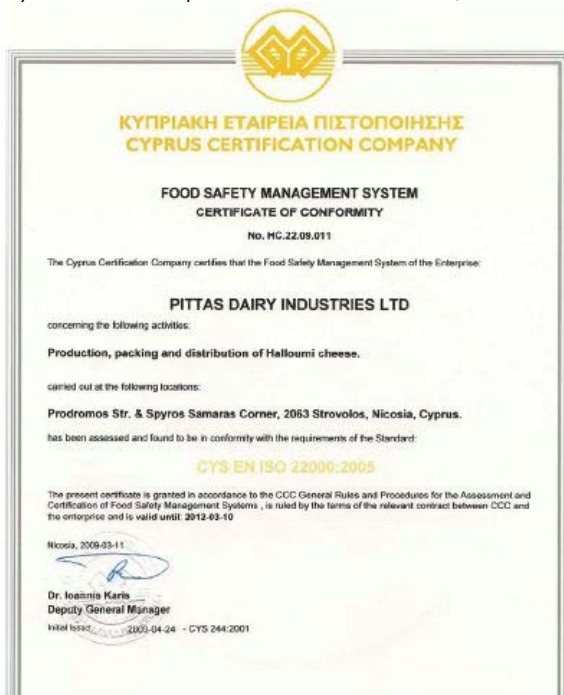 ΚΥΠΡΙΑΚΗ ΕΤΑΙΡΕΙΑ ΠΙΣΤΟΠΟΙΗΣΗΣ
CYPRUS CERTIFICATION COMPANY
FOOD SAFETY MANAGEMENT SYSTEM
CERTIFICATE OF CONFORMITY
No. HC.22.09.011
The Cyprus Certification Company certifies that the Food Safety Management System of the Enterprise:
PITTAS DAIRY INDUSTRIES LTD
concerning the following activities:
Production, packing and distribution of Halloumi cheese.
carried out at the following locations:
Prodromos Str. & Spyros Samaras Corner, 2063 Strovolos, Nicosia, Cyprus.
has been assessed and found to be in conformity with the requirements of the Standard:
CYS EN ISO 22000:2005
The present certificate is granted in accordance to the CCC General Rules and Procedures for the Assessment and
Certification of Food Safety Management Systems , is ruled by the terms of the relevant contract between CCC and
the enterprise and is valid until: 2012-03-10
Nicosia, 2009-03-11
Dr. Ioannis Karis
Deputy General Manager
Initial Issue: 2003-04-24 - CYS 244:2001